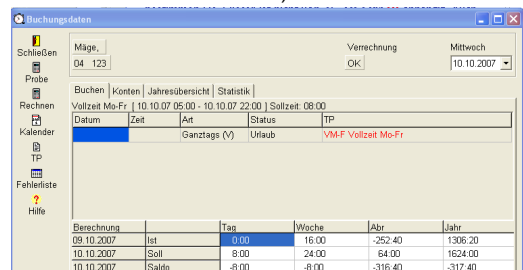 Buchungsdaten
Schließen
Probe
Rechnen
Kalender
TP
Fehlerliste
?
Hilfe
Mäge,
04 123
Verrechnung
OK
Mittwoch
10.10.2007
Buchen Konten Jahresübersicht Statistik
Vollzeit Mo-Fr [ 10.10.07 05:00 - 10.10.07 22:00 ] Sollzeit: 08:00
Datum Zeit Art Status TP
Ganztags (V) Urlaub VM-F Vollzeit Mo-Fr
Berechnung Tag Woche Abr Jahr
09.10.2007 Ist 0:00 16:00 -252:40 1306:20
10.10.2007 Soll 8:00 24:00 64:00 1624:00
10.10.2007 Saldo -8:00 -8:00 -316:40 -317:40